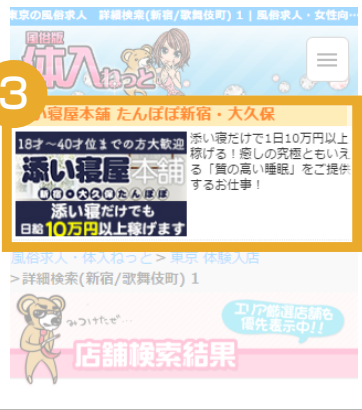 東京の風俗求人 詳細検索(新宿/歌舞伎町) 1 | 風俗求人・女性向…
風俗版
体入ねっと
3
い寝屋本舗 たんぽぽ新宿・大久保
18才～40才位までの方大歓迎
添い寝屋本舗
新宿・大久保たんぽぽ
添い寝だけでも
日給10万円以上稼げます
添い寝だけで1日10万円以上
稼げる！癒しの究極ともいえ
る「質の高い睡眠」をご提供
するお仕事！
風俗求人・体入ねっと > 東京 体験入店
>詳細検索(新宿/歌舞伎町) 1
みつけたぞ…
エリア厳選店舗も
優先表示中!!
店舗検索結果